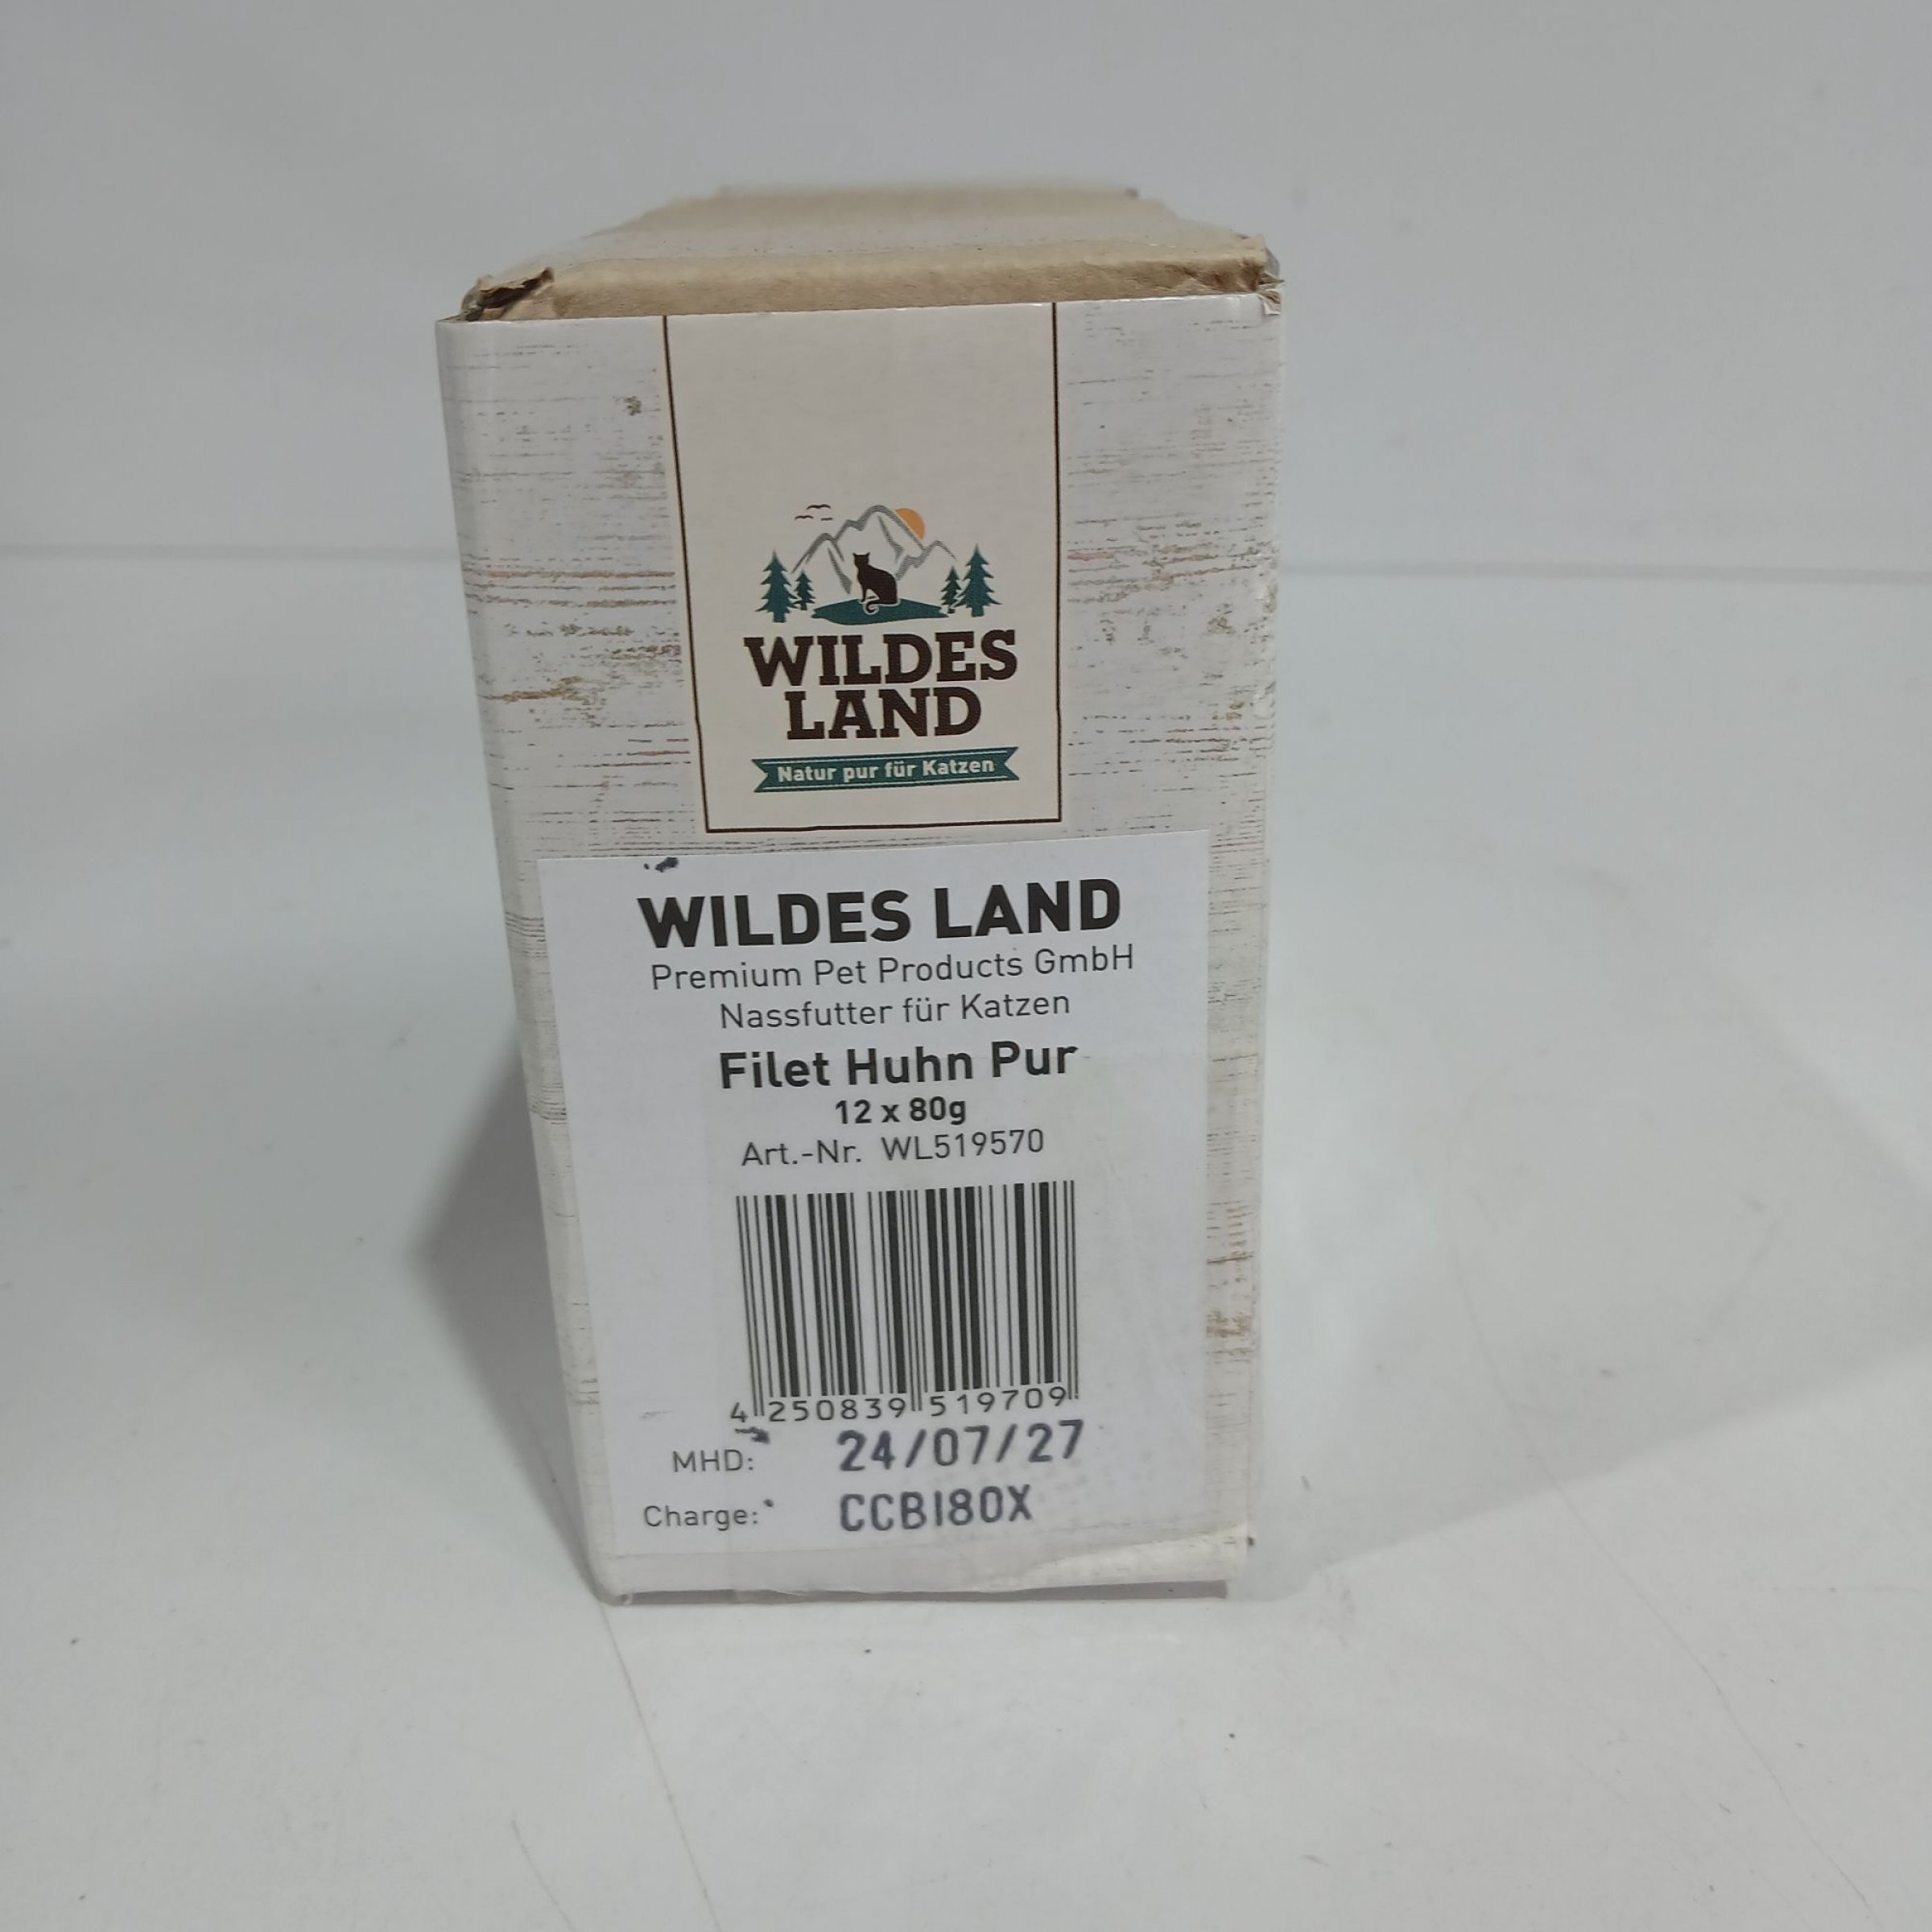 WILDES
LAND
Natur pur für Katzen
WILDES LAND
Premium Pet Products GmbH
Nassfutter für Katzen
Filet Huhn Pur
12 x 80g
Art.-Nr. WL519570
4 250839 519709
MHD: 24/07/27
Charge: CCBI80X